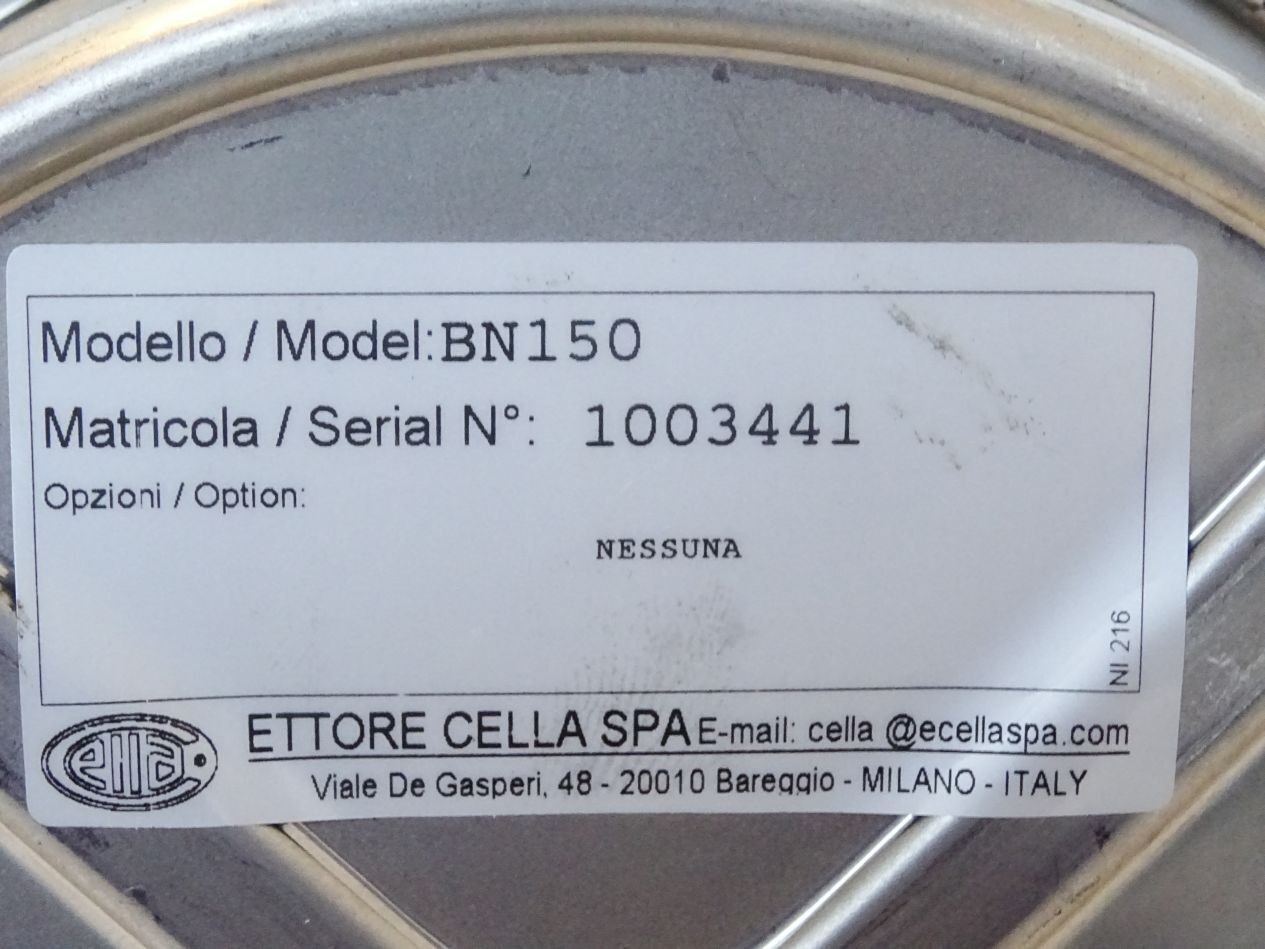 Modello / Model:BN150
Matricola / Serial N°: 1003441
Opzioni / Option:
NESSUNA
NI 216
Cella
ETTORE CELLA SPA E-mail: cella @ecellaspa.com
Viale De Gasperi, 48 - 20010 Bareggio - MILANO - ITALY